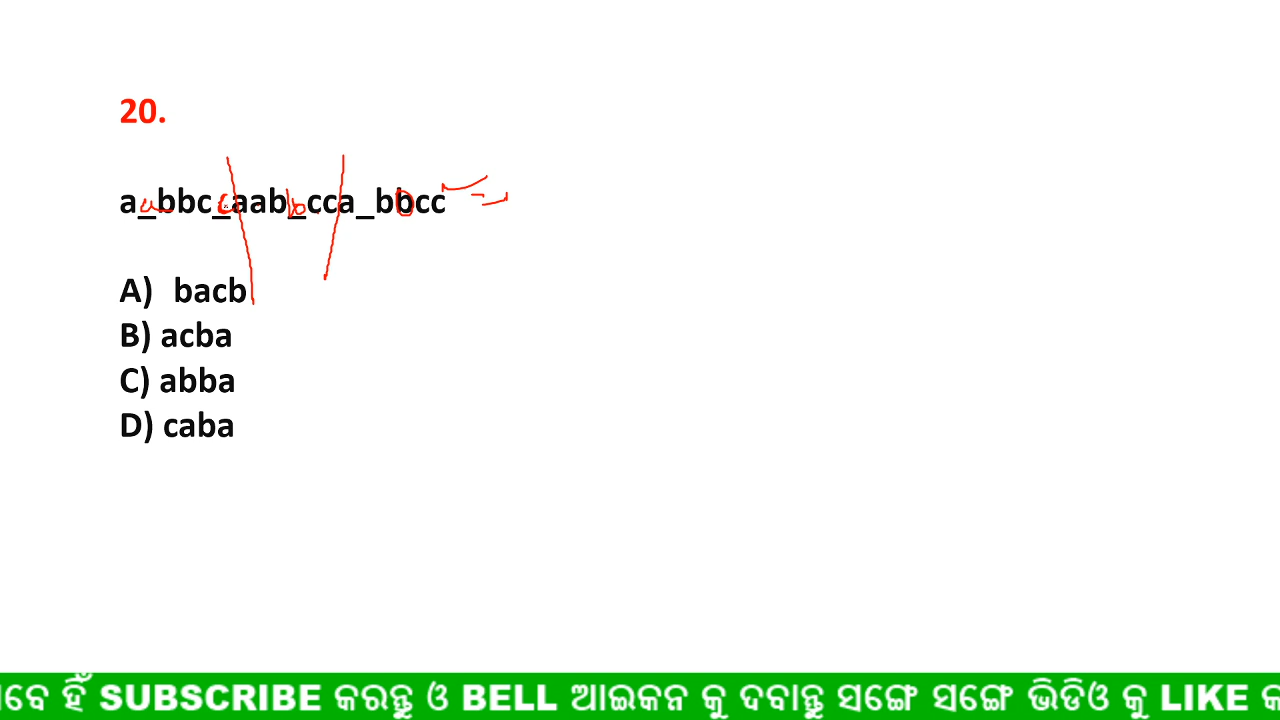 20.
a_bbc_aab_cca_bbcc
A) bacb
B) acba
C) abba
D) caba
ବେ ହିଁ SUBSCRIBE କରନ୍ତୁ ଓ BELL ଆଇକନ କୁ ଦବାନ୍ତୁ ସଙ୍ଗେ ସଙ୍ଗେ ଭିଡିଓ କୁ LIKE କ